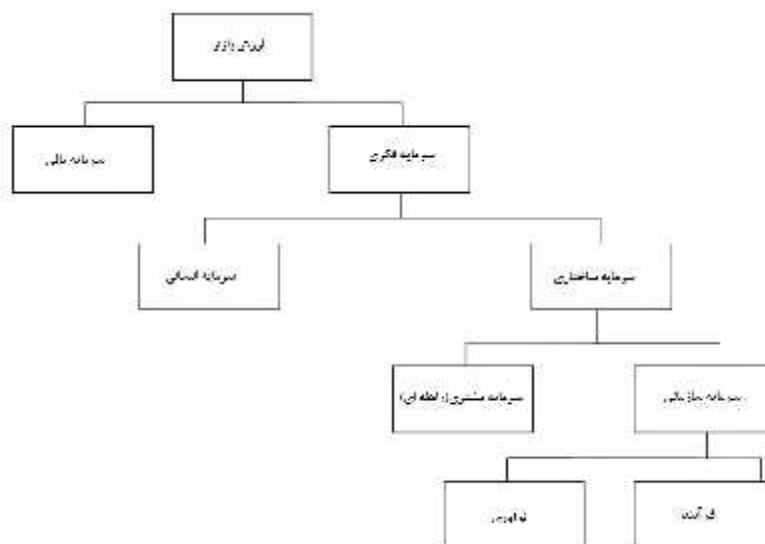 ارزش بازار
سرمایه مالی
سرمایه فکری
سرمایه انسانی
سرمایه ساختاری
سرمایه مشتری(رابطه ای)
سرمایه سازمانی
نوآوری
فرآیند